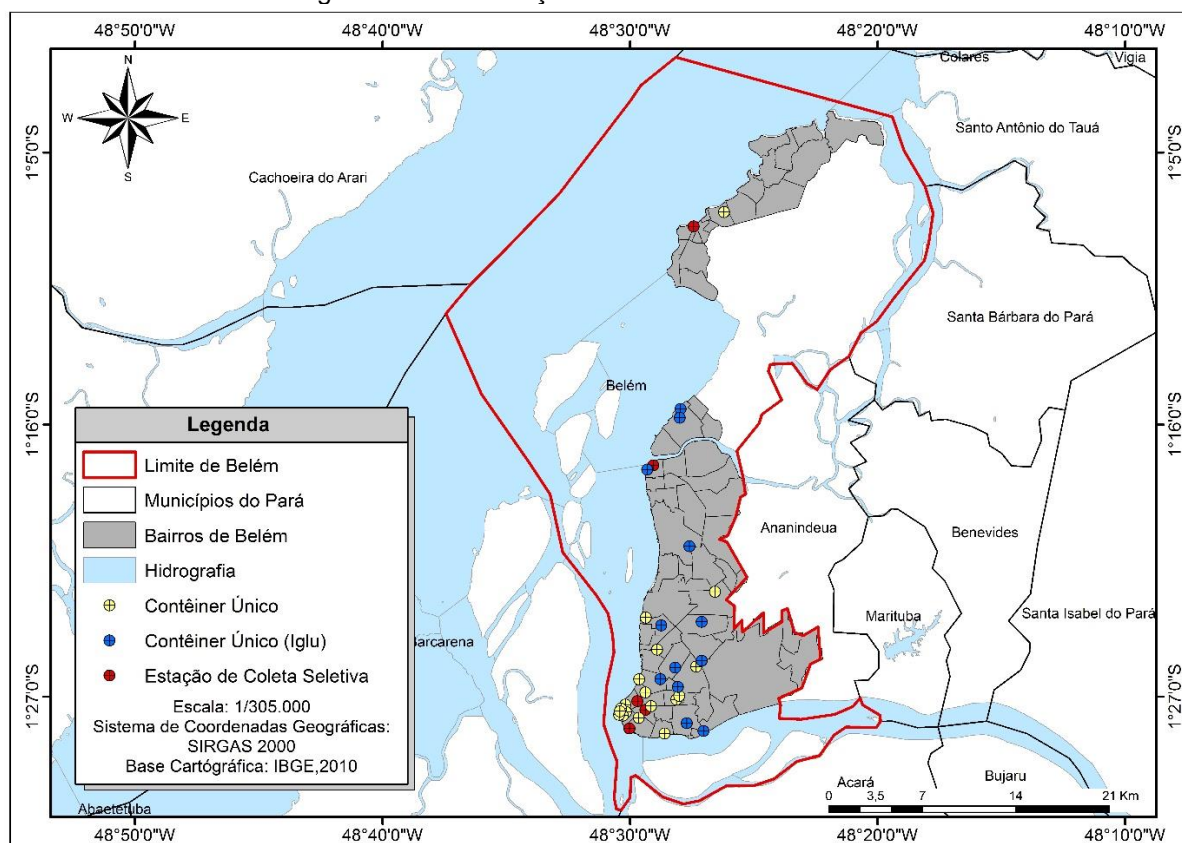 48°50'0"W 48°40'0"W 48°30'0"W 48°20'0"W 48°10'0"W
N
W E
S
Colares
Vigia
Santo Antônio do Tauá
1°5'0"S 1°5'0"S
Cachoeira do Arari
Santa Bárbara do Pará
Belém
1°16'0"S 1°16'0"S
Ananindeua
Benevides
Marituba
Santa Isabel do Pará
Barcarena
1°27'0"S 1°27'0"S
Legenda
Limite de Belém
Municípios do Pará
Bairros de Belém
Hidrografia
Contêiner Único
Contêiner Único (Iglu)
Estação de Coleta Seletiva
Escala: 1/305.000
Sistema de Coordenadas Geográficas:
SIRGAS 2000
Base Cartógráfica: IBGE,2010
Abaetetuba
Acará
Bujaru
0 3,5 7 14 21 Km
48°50'0"W 48°40'0"W 48°30'0"W 48°20'0"W 48°10'0"W